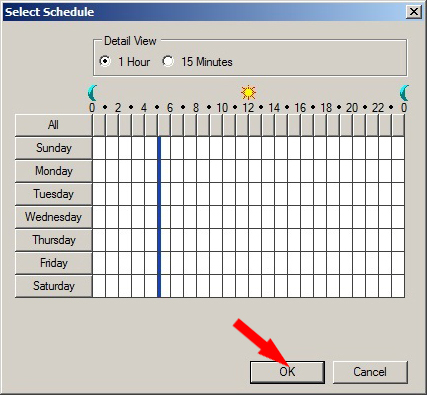 Select Schedule
Detail View
1 Hour 15 Minutes
0 • 2 • 4 • 6 • 8 • 10 • 12 • 14 • 16 • 18 • 20 • 22 • 0
All
Sunday
Monday
Tuesday
Wednesday
Thursday
Friday
Saturday
OK Cancel